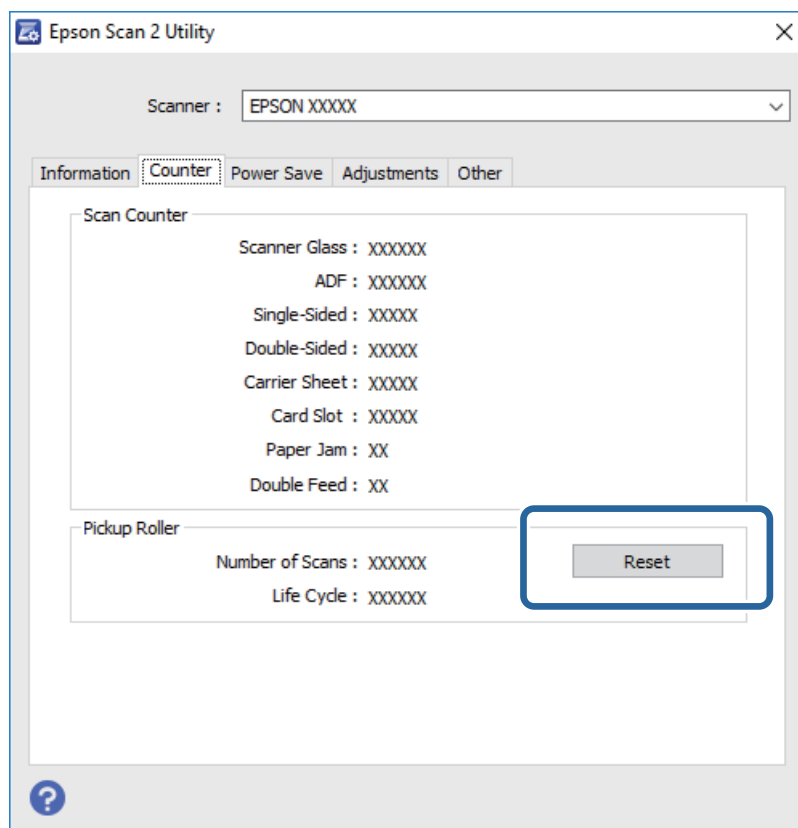 Epson Scan 2 Utility
Scanner : EPSON XXXXX
Information Counter Power Save Adjustments Other
Scan Counter
Scanner Glass : XXXXXX
ADF : XXXXXX
Single-Sided : XXXXX
Double-Sided : XXXXX
Carrier Sheet : XXXXX
Card Slot : XXXXX
Paper Jam : XX
Double Feed : XX
Pickup Roller
Number of Scans : XXXXXX Reset
Life Cycle : XXXXXX
?